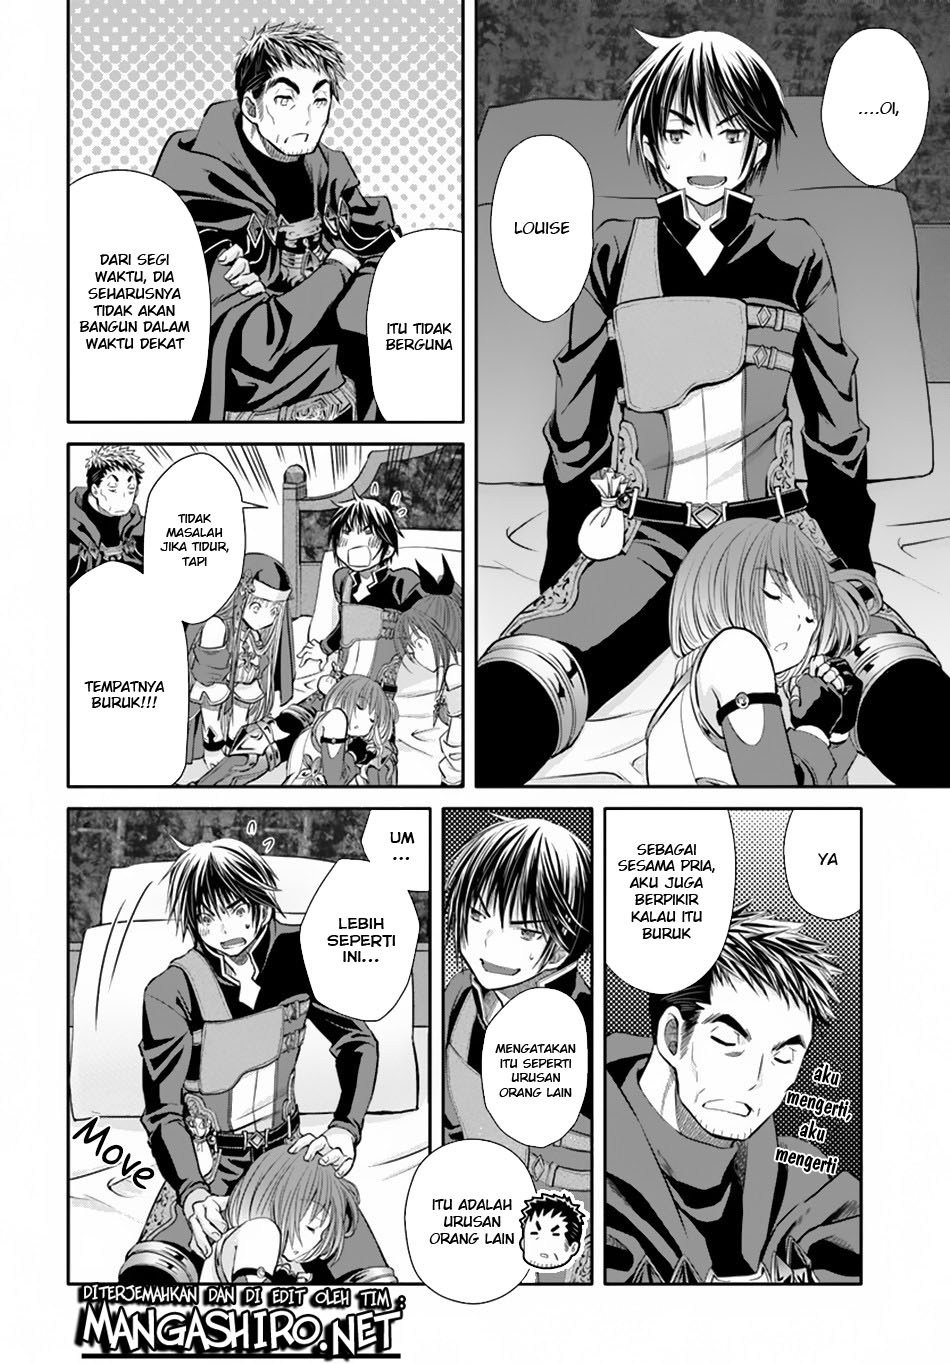 ....OI,
LOUISE
ITU TIDAK
BERGUNA
DARI SEGI
WAKTU, DIA
SEHARUSNYA
TIDAK AKAN
BANGUN DALAM
WAKTU DEKAT
TIDAK
MASALAH
JIKA TIDUR,
TAPI
TEMPATNYA
BURUK!!!
YA
SEBAGAI
SESAMA PRIA,
AKU JUGA
BERPIKIR
KALAU ITU
BURUK
aku
mengerti,
aku
mengerti
MENGATAKAN
ITU SEPERTI
URUSAN
ORANG LAIN
ITU ADALAH
URUSAN
ORANG LAIN
UM
...
LEBIH
SEPERTI
INI...
Move
DITERJEMAHKAN DAN DI EDIT OLEH TIM :
MANGASHIRO.NET